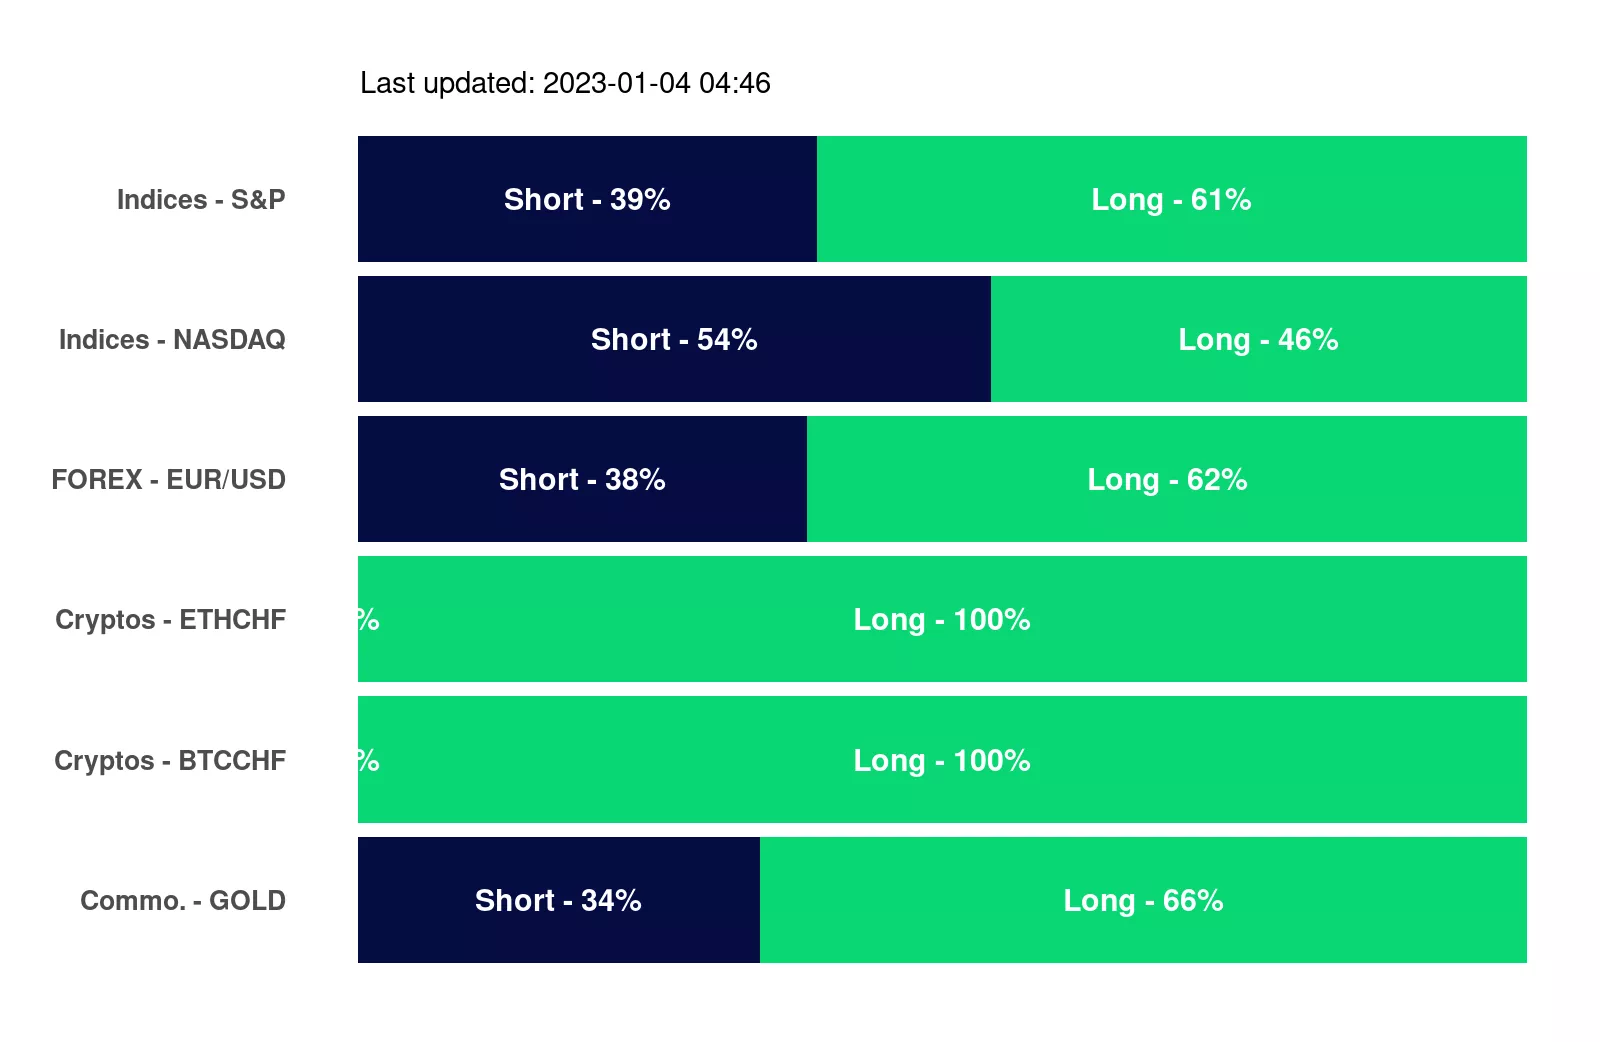 Last updated: 2023-01-04 04:46
Indices - S&P Short - 39% Long - 61%
Indices - NASDAQ Short - 54% Long - 46%
FOREX - EUR/USD Short - 38% Long - 62%
Cryptos - ETHCHF % Long - 100%
Cryptos - BTCCHF % Long - 100%
Commo. - GOLD Short - 34% Long - 66%